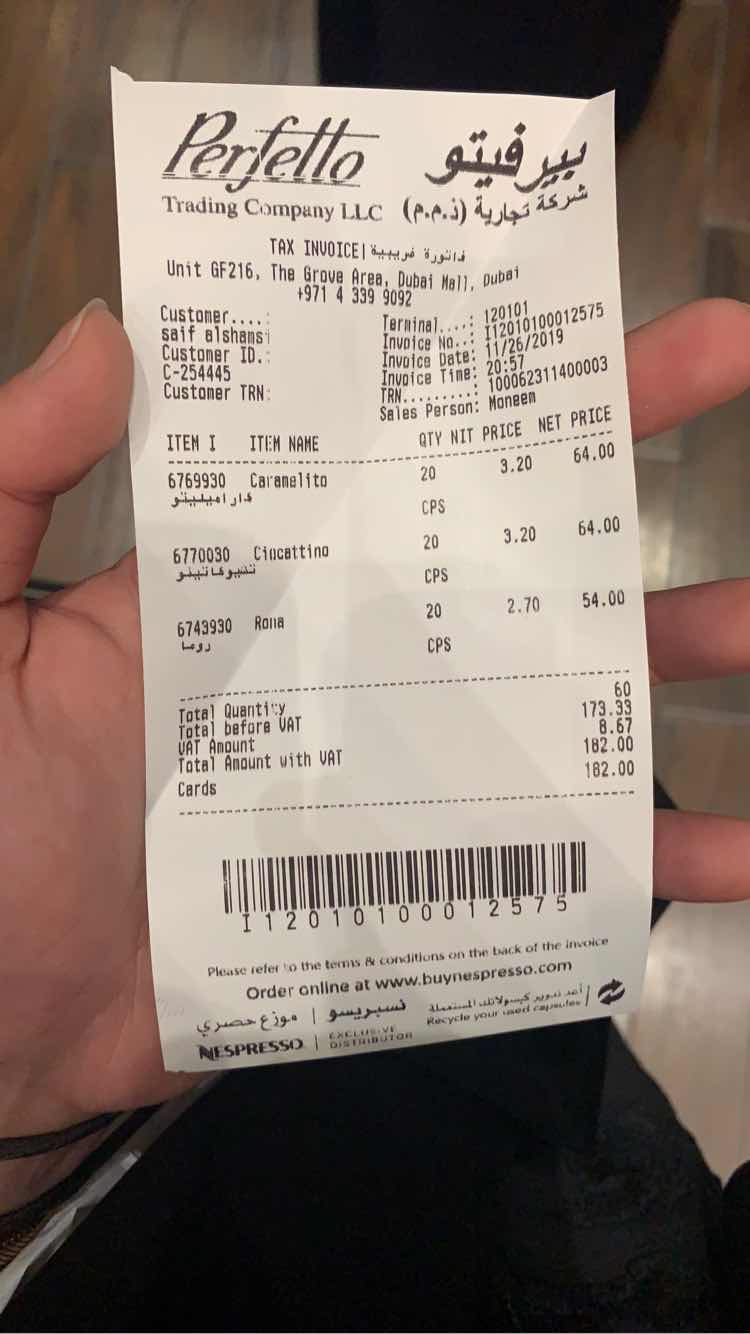 Perfetto بيرفيتو
Trading Company LLC شركة تجارية (ذ.م.م)
TAX INVOICE| فاتورة ضريبية
Unit GF216, The Grove Area, Dubai Mall, Dubai
+971 4 339 9092
Customer....:
saif alshamsi
Customer ID.:
C-254445
Customer TRN:
Terminal....: 120101
Invoice No..: I12010100012575
Invoice Date: 11/26/2019
Invoice Time: 20:57
TRN.........: 100062311400003
Sales Person: Moneem
ITEM I ITEM NAME QTY NIT PRICE NET PRICE
6769930 Caramelito 20 3.20 64.00
كاراميليتو
CPS
6770030 Ciocattino 20 3.20 64.00
تشيوكاتينو
CPS
6743930 Roma 20 2.70 54.00
روما
CPS
Total Quantity 60
Total before VAT 173.33
VAT Amount 8.67
Total Amount with VAT 182.00
Cards 182.00
I12010100012575
Please refer to the terms & conditions on the back of the invoice
Order online at www.buynespresso.com
نسبريسو | موزع حصري
NESPRESSO | EXCLUSIVE DISTRIBUTOR
أعد تدوير كبسولاتك المستعملة
Recycle your used capsules